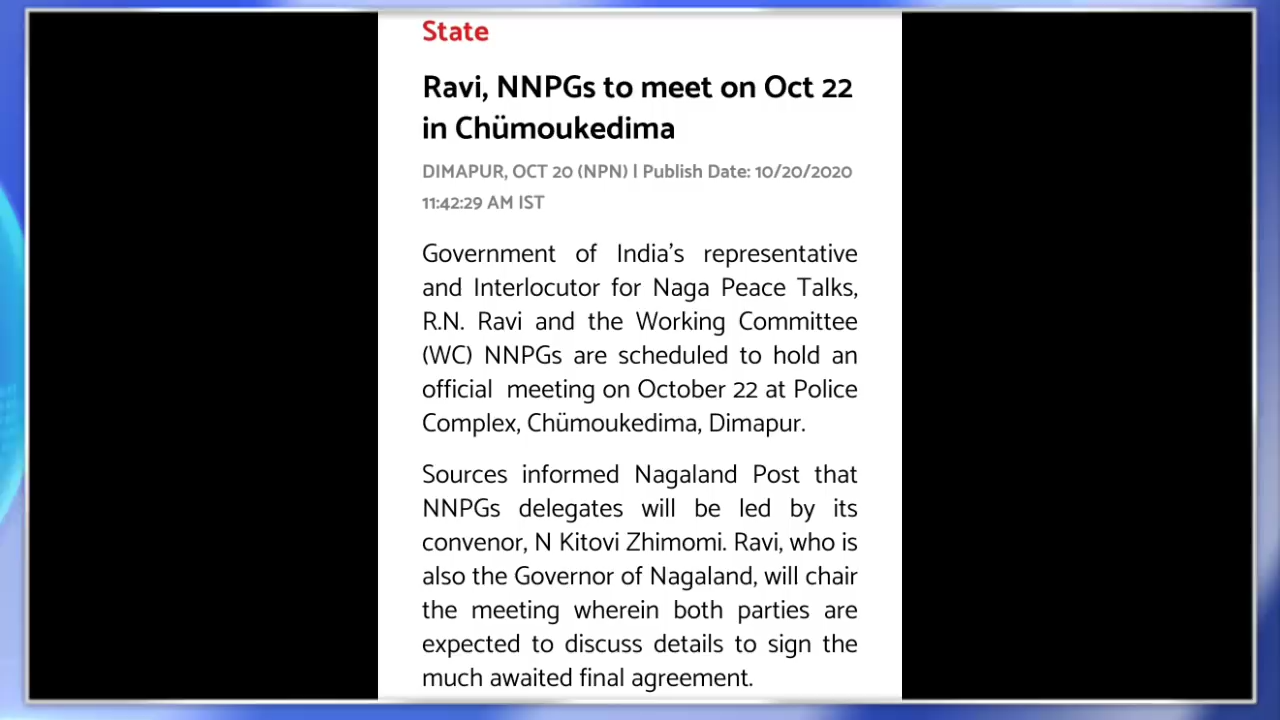 State
Ravi, NNPGs to meet on Oct 22
in Chümoukedima
DIMAPUR, OCT 20 (NPN) | Publish Date: 10/20/2020
11:42:29 AM IST
Government of India's representative
and Interlocutor for Naga Peace Talks,
R.N. Ravi and the Working Committee
(WC) NNPGs are scheduled to hold an
official meeting on October 22 at Police
Complex, Chümoukedima, Dimapur.
Sources informed Nagaland Post that
NNPGs delegates will be led by its
convenor, N Kitovi Zhimomi. Ravi, who is
also the Governor of Nagaland, will chair
the meeting wherein both parties are
expected to discuss details to sign the
much awaited final agreement.